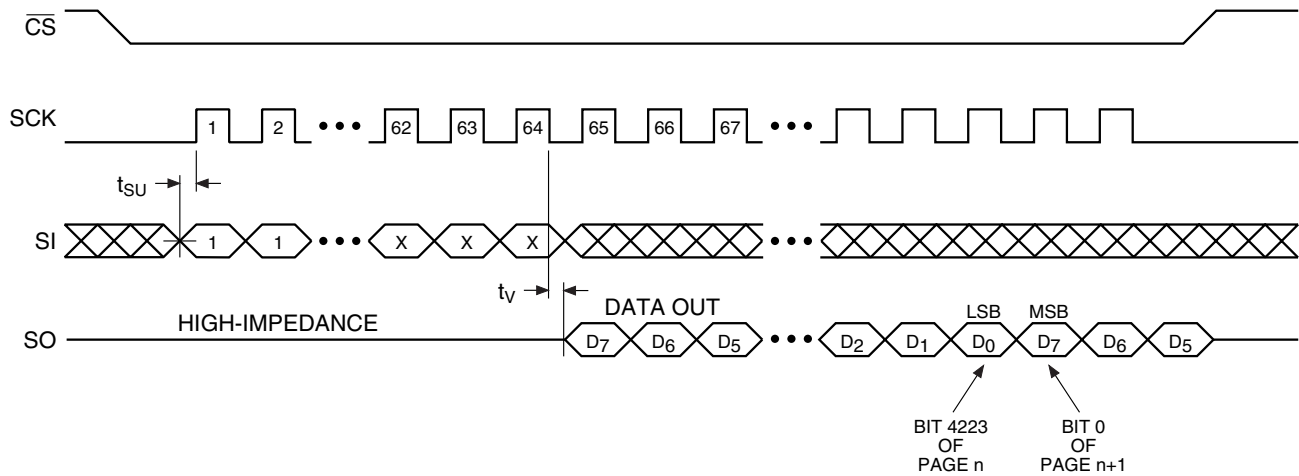 CS
SCK
1 2 • • • 62 63 64 65 66 67 • • •
tSU
SI
1 1 • • • X X X • • •
tV
HIGH-IMPEDANCE
DATA OUT
LSB MSB
SO
D7 D6 D5 • • • D2 D1 D0 D7 D6 D5
BIT 4223
OF
PAGE n
BIT 0
OF
PAGE n+1